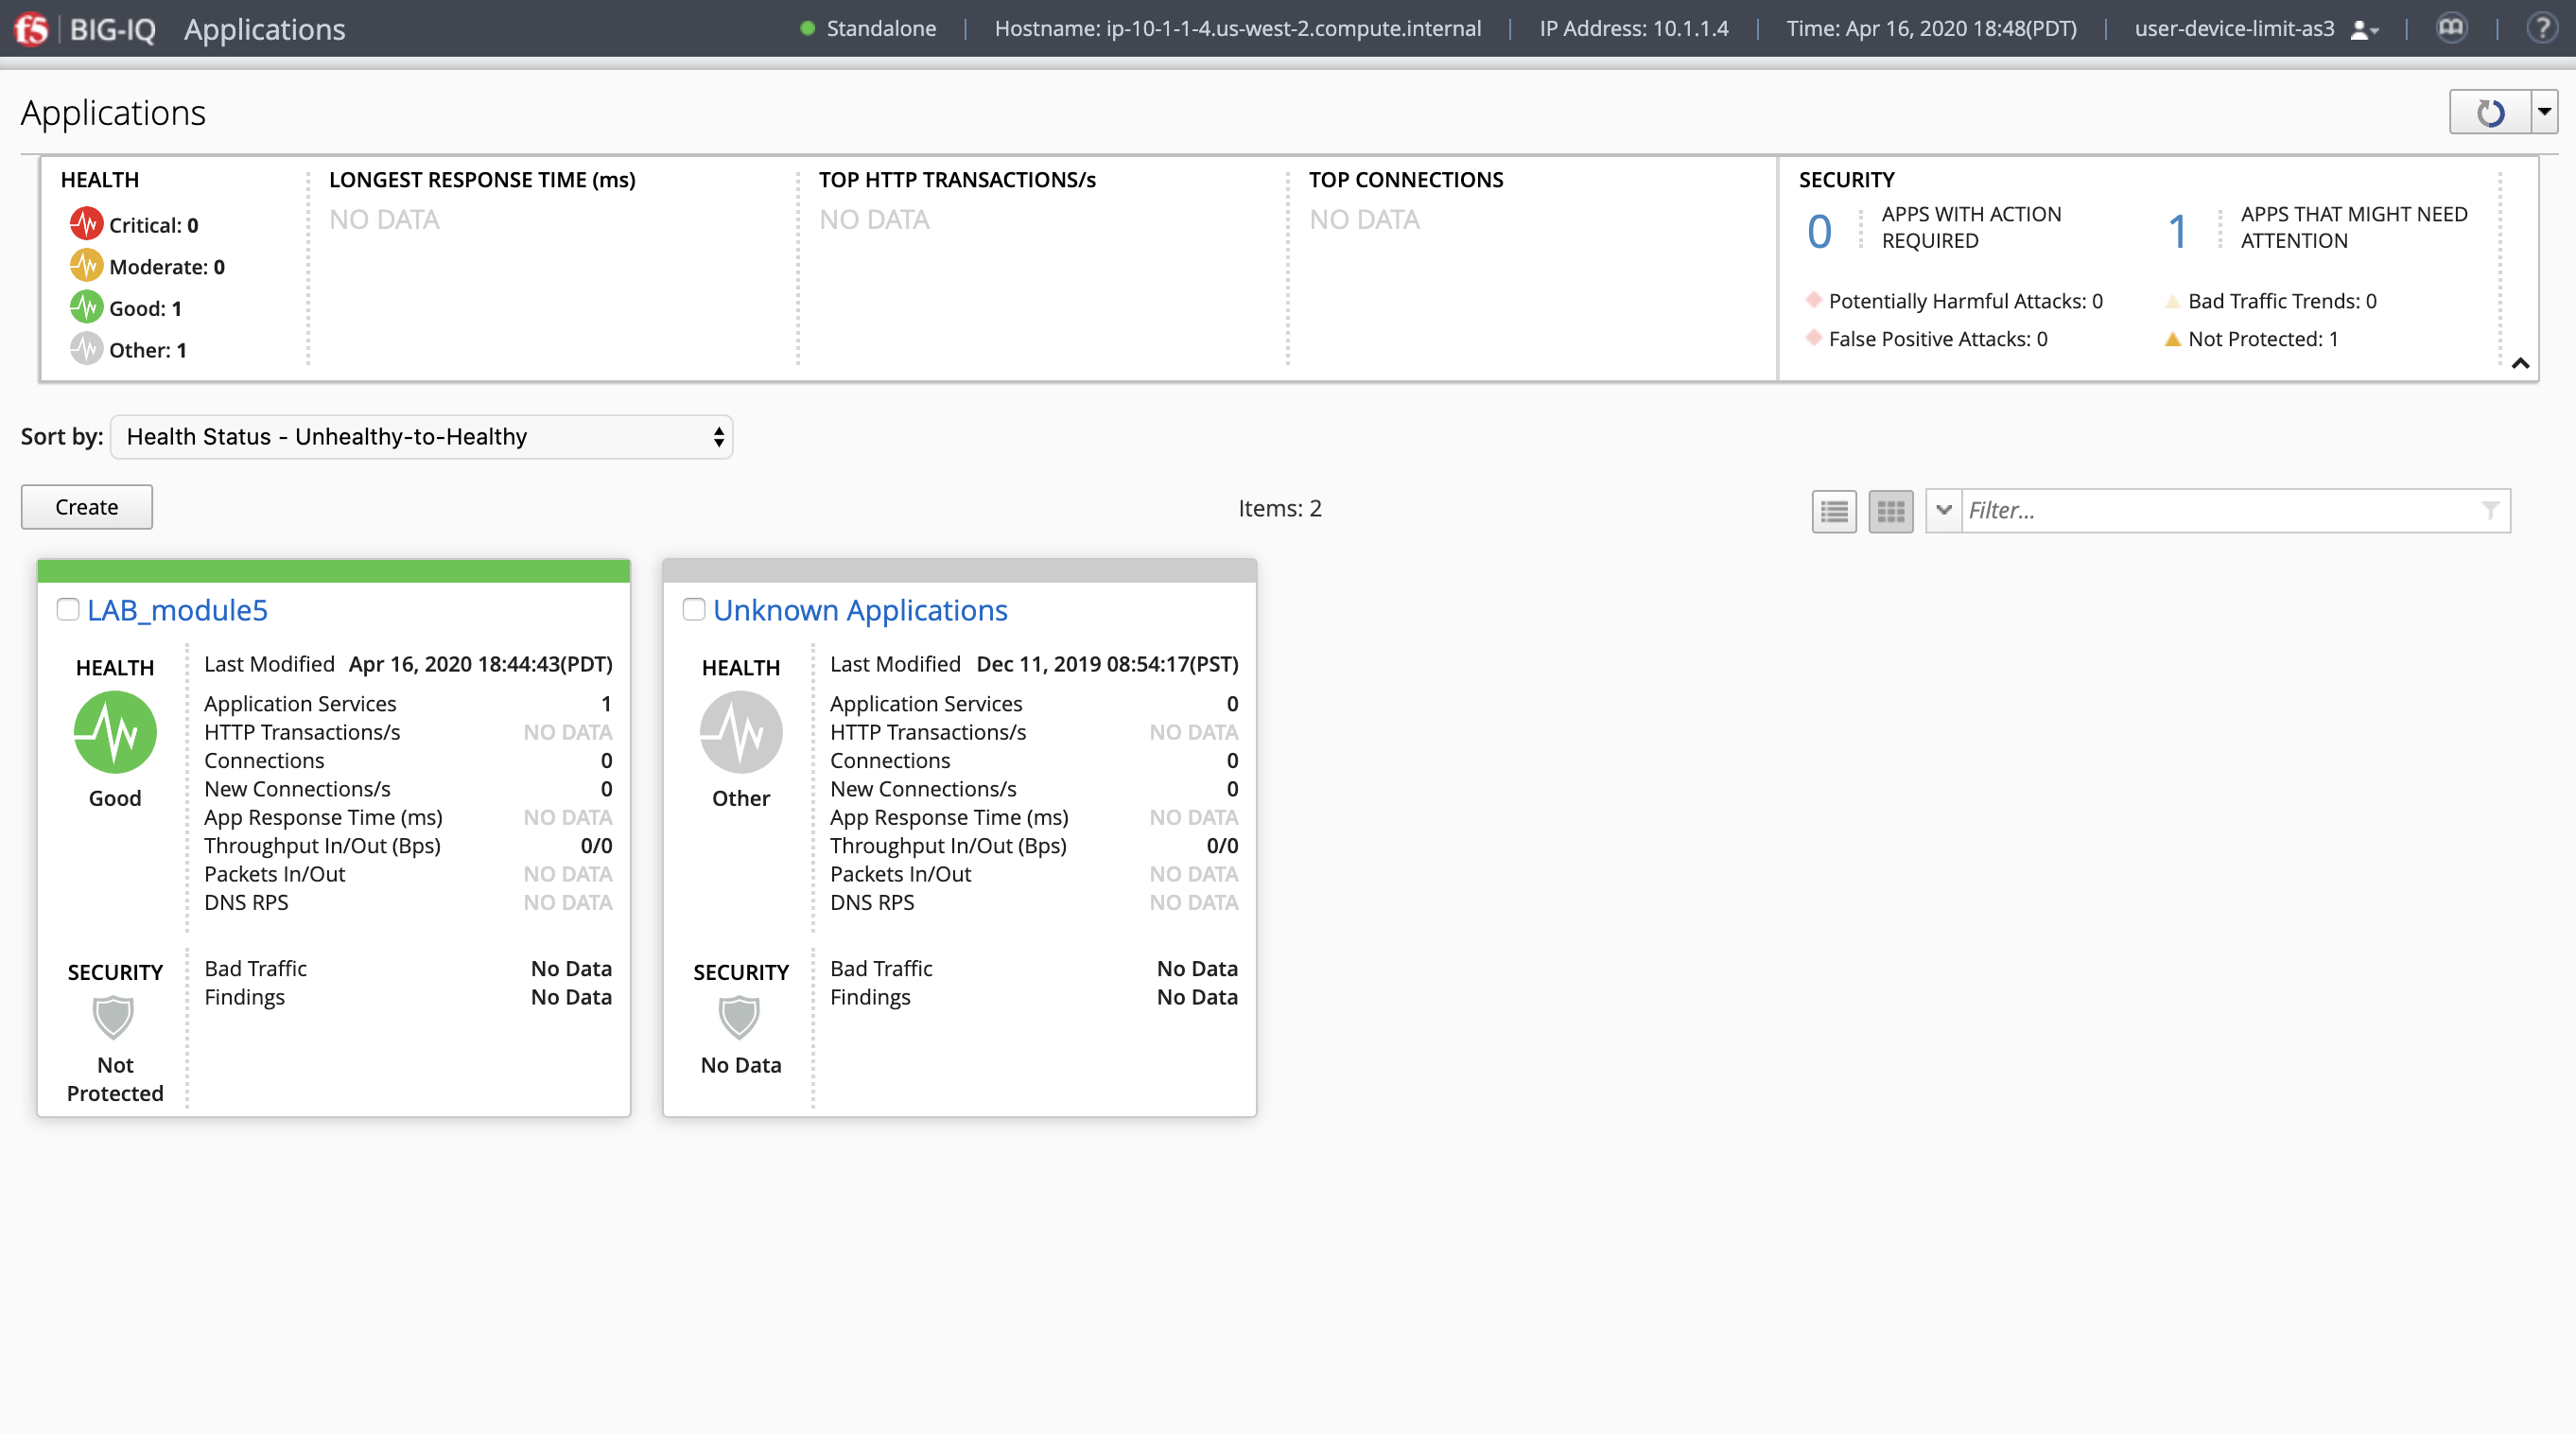 f5 BIG-IQ Applications Standalone Hostname: ip-10-1-1-4.us-west-2.compute.internal IP Address: 10.1.1.4 Time: Apr 16, 2020 18:48(PDT) user-device-limit-as3 ?
Applications
HEALTH
Critical: 0
Moderate: 0
Good: 1
Other: 1
LONGEST RESPONSE TIME (ms)
NO DATA
TOP HTTP TRANSACTIONS/s
NO DATA
TOP CONNECTIONS
NO DATA
SECURITY
0 APPS WITH ACTION
REQUIRED
1 APPS THAT MIGHT NEED
ATTENTION
Potentially Harmful Attacks: 0
Bad Traffic Trends: 0
False Positive Attacks: 0
Not Protected: 1
Sort by: Health Status - Unhealthy-to-Healthy
Create
Items: 2
Filter...
LAB_module5
HEALTH
Good
Last Modified Apr 16, 2020 18:44:43(PDT)
Application Services 1
HTTP Transactions/s NO DATA
Connections 0
New Connections/s 0
App Response Time (ms) NO DATA
Throughput In/Out (Bps) 0/0
Packets In/Out NO DATA
DNS RPS NO DATA
SECURITY
Not
Protected
Bad Traffic No Data
Findings No Data
Unknown Applications
HEALTH
Other
Last Modified Dec 11, 2019 08:54:17(PST)
Application Services 0
HTTP Transactions/s NO DATA
Connections 0
New Connections/s 0
App Response Time (ms) NO DATA
Throughput In/Out (Bps) 0/0
Packets In/Out NO DATA
DNS RPS NO DATA
SECURITY
No Data
Bad Traffic No Data
Findings No Data